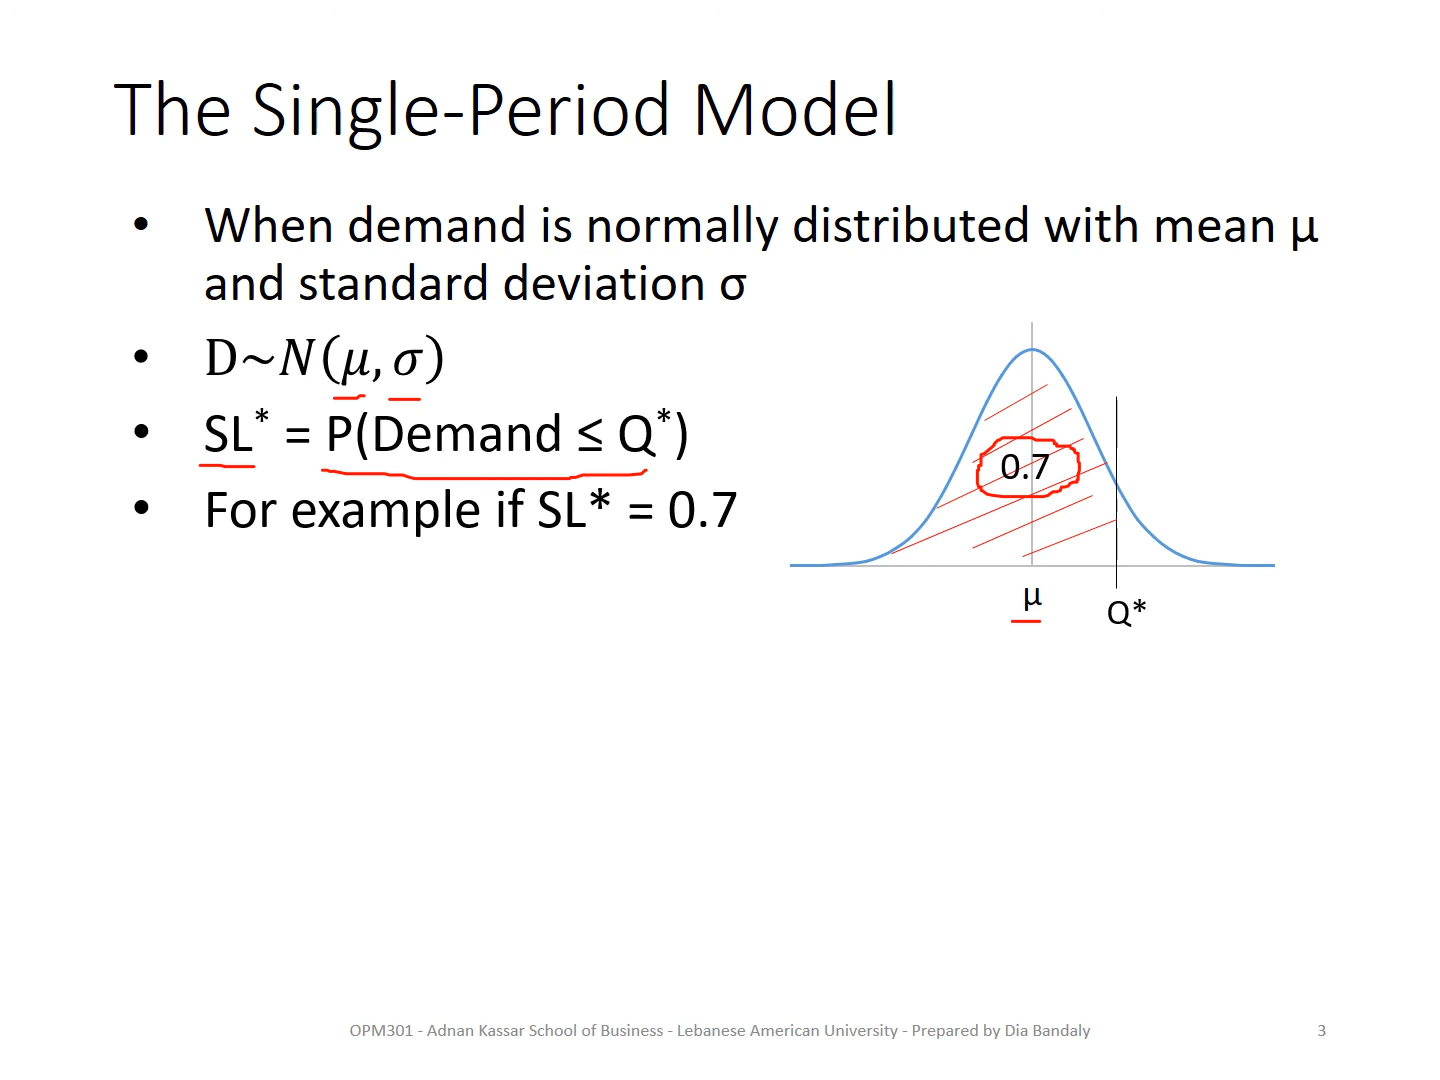 The Single-Period Model
• When demand is normally distributed with mean μ
and standard deviation σ
• D~N(μ, σ)
• SL* = P(Demand ≤ Q*)
• For example if SL* = 0.7
0.7
μ
Q*
OPM301 - Adnan Kassar School of Business - Lebanese American University - Prepared by Dia Bandaly
3